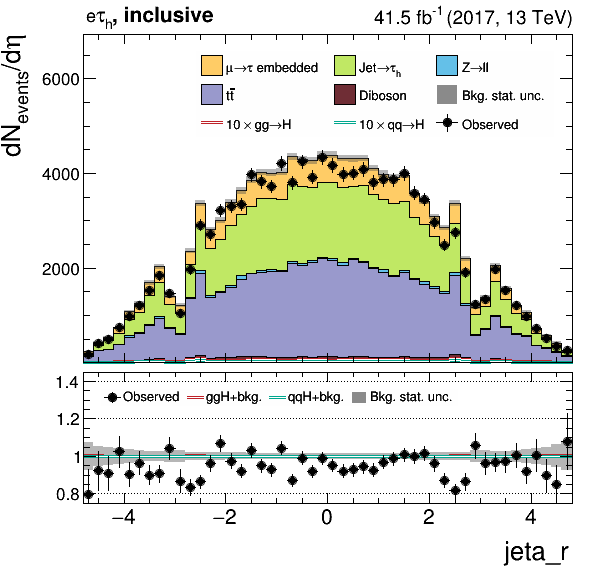 eτh, inclusive 41.5 fb-1 (2017, 13 TeV)
dNevents/dη
6000
4000
2000
μ→τ embedded Jet→τh Z→ll
tt̄ Diboson Bkg. stat. unc.
10 × gg→H 10 × qq→H Observed
1.4
1.2
1
0.8
Observed ggH+bkg. qqH+bkg. Bkg. stat. unc.
−4 −2 0 2 4
jeta_r